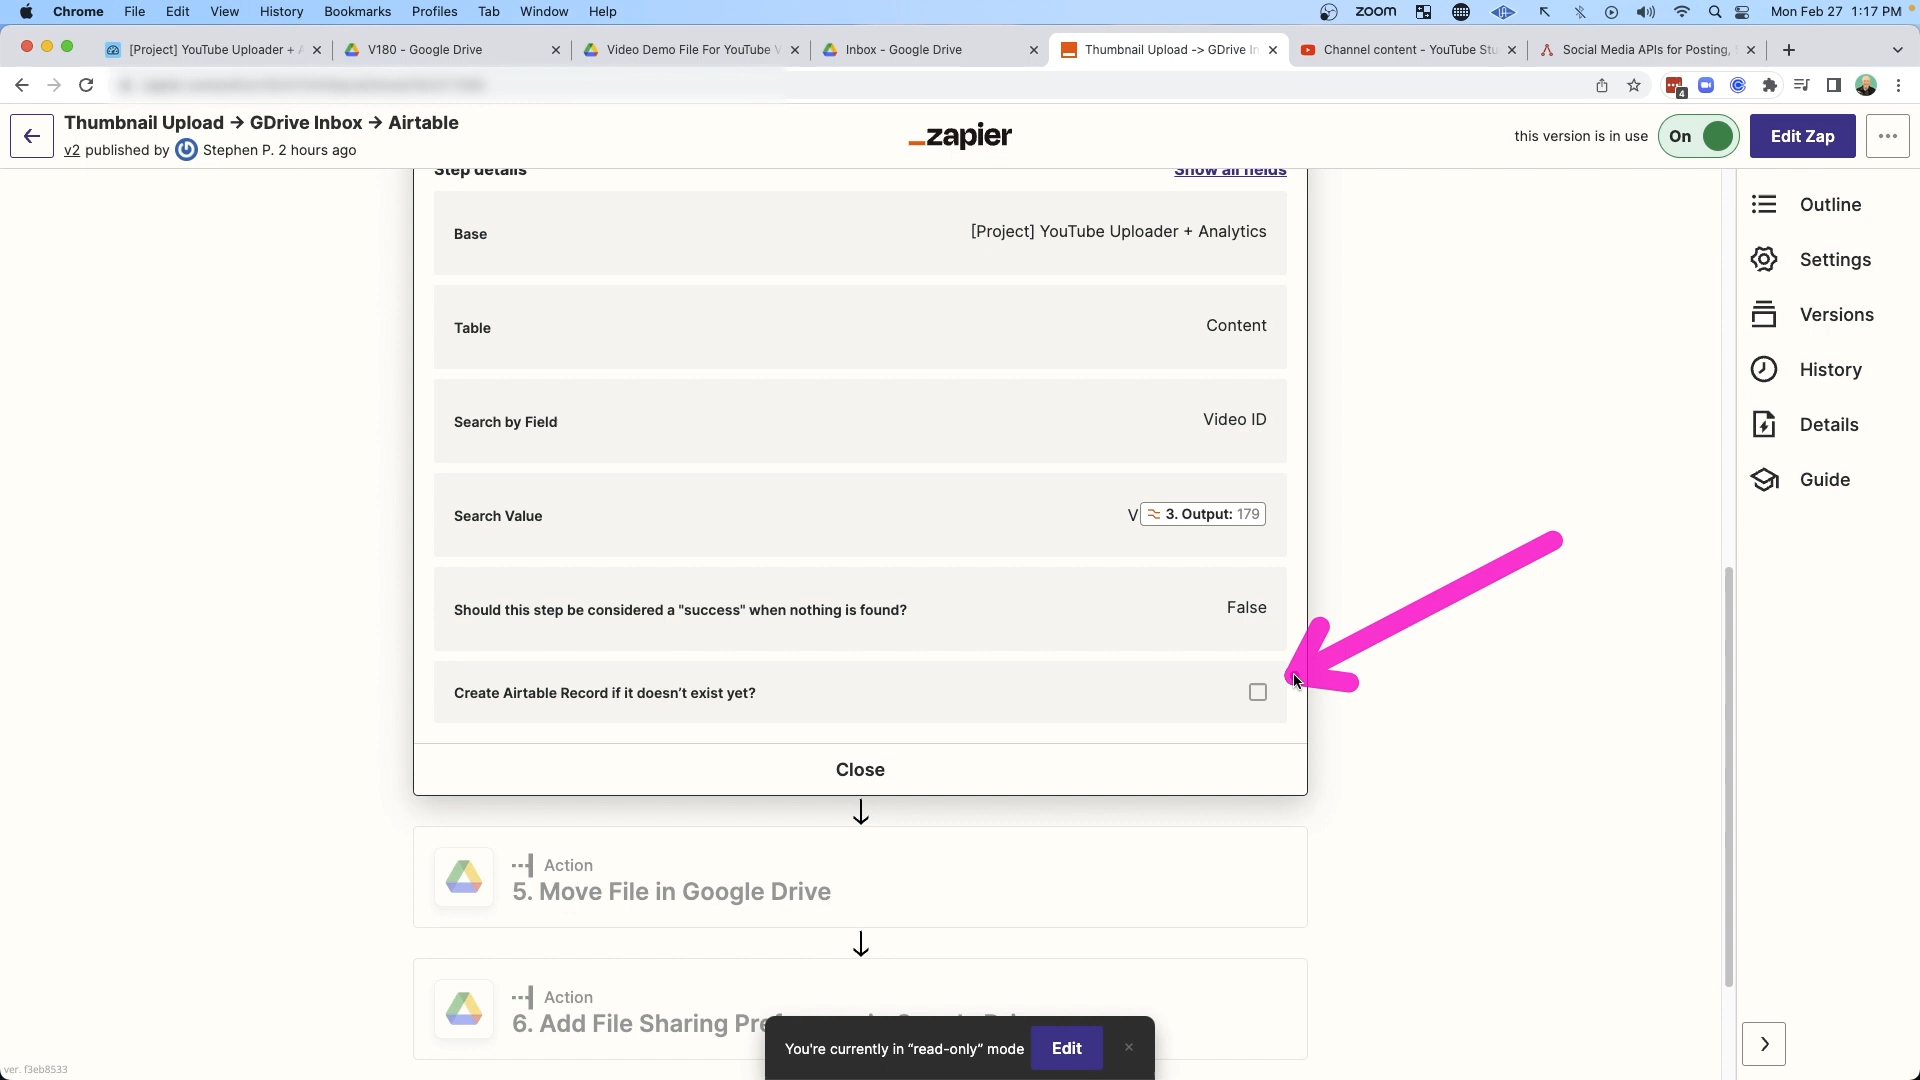 Chrome File Edit View History Bookmarks Profiles Tab Window Help
zoom
Mon Feb 27 1:17 PM
[Project] YouTube Uploader +
V180 - Google Drive
Video Demo File For YouTube
Inbox - Google Drive
Thumbnail Upload -> GDrive In
Channel content - YouTube Stu
Social Media APIs for Posting,
4
Thumbnail Upload → GDrive Inbox → Airtable
v2 published by Stephen P. 2 hours ago
zapier
this version is in use
On
Edit Zap
Step details
Show all fields
Base
[Project] YouTube Uploader + Analytics
Table
Content
Search by Field
Video ID
Search Value
V 3. Output: 179
Should this step be considered a "success" when nothing is found?
False
Create Airtable Record if it doesn't exist yet?
Close
Action
5. Move File in Google Drive
Action
6. Add File Sharing
Outline
Settings
Versions
History
Details
Guide
You're currently in “read-only” mode
Edit
ver. f3eb8533